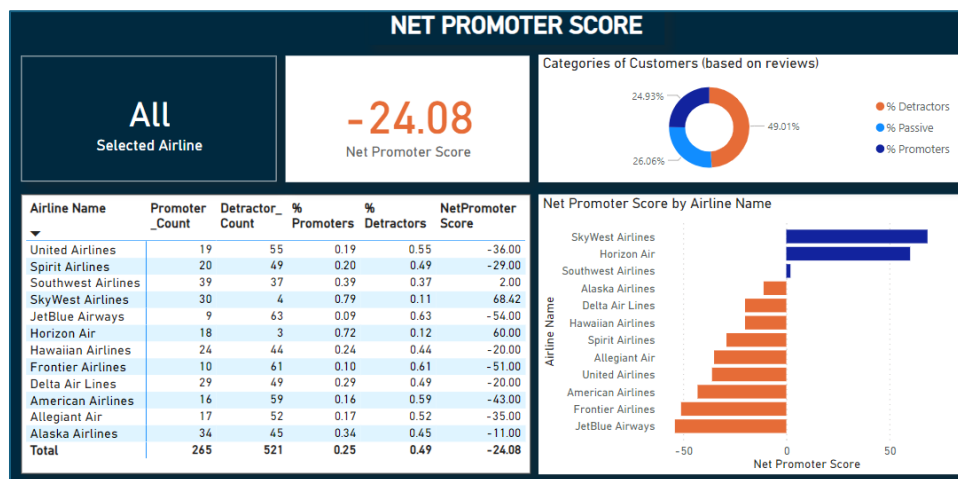 NET PROMOTER SCORE
All
Selected Airline
-24.08
Net Promoter Score
Categories of Customers (based on reviews)
24.93%
49.01%
26.06%
% Detractors
% Passive
% Promoters
Airline Name Promoter _Count Detractor_ Count % Promoters % Detractors NetPromoter Score
United Airlines 19 55 0.19 0.55 -36.00
Spirit Airlines 20 49 0.20 0.49 -29.00
Southwest Airlines 39 37 0.39 0.37 2.00
SkyWest Airlines 30 4 0.79 0.11 68.42
JetBlue Airways 9 63 0.09 0.63 -54.00
Horizon Air 18 3 0.72 0.12 60.00
Hawaiian Airlines 24 44 0.24 0.44 -20.00
Frontier Airlines 10 61 0.10 0.61 -51.00
Delta Air Lines 29 49 0.29 0.49 -20.00
American Airlines 16 59 0.16 0.59 -43.00
Allegiant Air 17 52 0.17 0.52 -35.00
Alaska Airlines 34 45 0.34 0.45 -11.00
Total 265 521 0.25 0.49 -24.08
Net Promoter Score by Airline Name
Airline Name
SkyWest Airlines
Horizon Air
Southwest Airlines
Alaska Airlines
Delta Air Lines
Hawaiian Airlines
Spirit Airlines
Allegiant Air
United Airlines
American Airlines
Frontier Airlines
JetBlue Airways
-50 0 50
Net Promoter Score